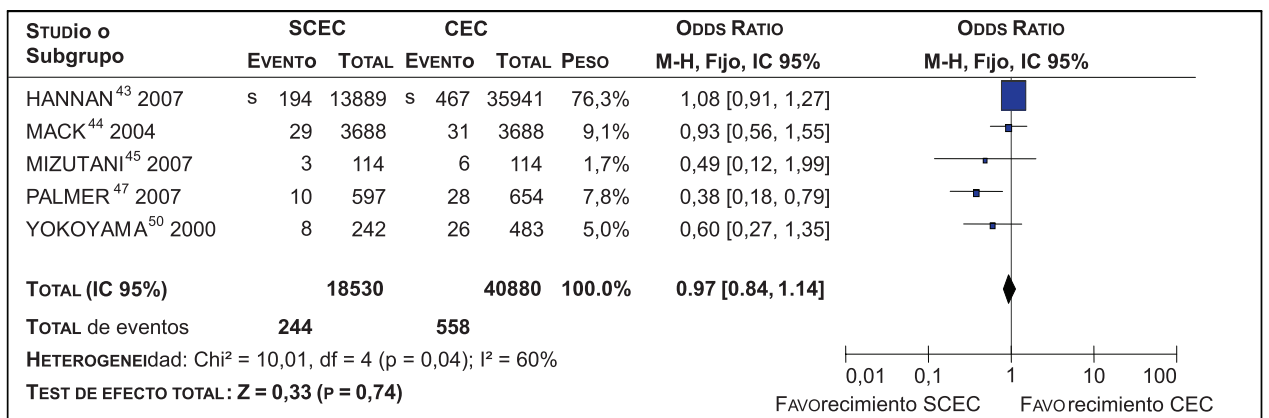 STUDIO O SCEC CEC ODDS RATIO ODDS RATIO
Subgrupo EVENTO TOTAL EVENTO TOTAL PESO M-H, FIJO, IC 95% M-H, FIJO, IC 95%
HANNAN43 2007 s 194 13889 s 467 35941 76,3% 1,08 [0,91, 1,27]
MACK44 2004 29 3688 31 3688 9,1% 0,93 [0,56, 1,55]
MIZUTANI45 2007 3 114 6 114 1,7% 0,49 [0,12, 1,99]
PALMER47 2007 10 597 28 654 7,8% 0,38 [0,18, 0,79]
YOKOYAMA50 2000 8 242 26 483 5,0% 0,60 [0,27, 1,35]
TOTAL (IC 95%) 18530 40880 100.0% 0.97 [0.84, 1.14]
TOTAL de eventos 244 558
HETEROGENEIdad: Chi² = 10,01, df = 4 (p = 0,04); I² = 60%
TEST DE EFECTO TOTAL: Z = 0,33 (P = 0,74)
0,01 0,1 1 10 100
FAVOrecimiento SCEC FAVOrecimiento CEC